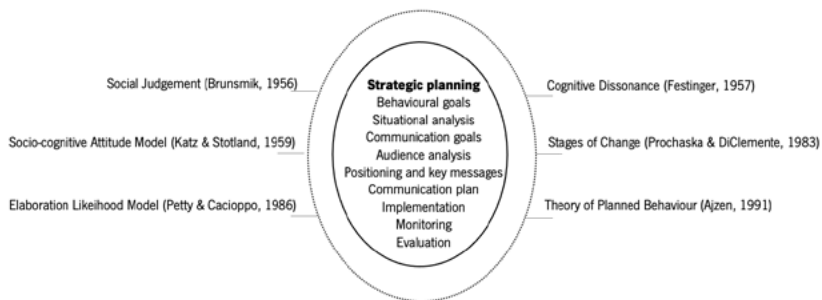 Social Judgement (Brunsmik, 1956)
Socio-cognitive Attitude Model (Katz & Stotland, 1959)
Elaboration Likeihood Model (Petty & Cacioppo, 1986)
Strategic planning
Behavioural goals
Situational analysis
Communication goals
Audience analysis
Positioning and key messages
Communication plan
Implementation
Monitoring
Evaluation
Cognitive Dissonance (Festinger, 1957)
Stages of Change (Prochaska & DiClemente, 1983)
Theory of Planned Behaviour (Ajzen, 1991)